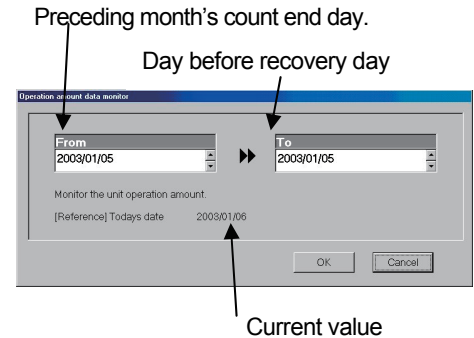 Preceding month's count end day.
Day before recovery day
Operation amount data monitor
From
To
2003/01/05
2003/01/05
Monitor the unit operation amount.
[Reference] Todays date 2003/01/06
OK Cancel
Current value